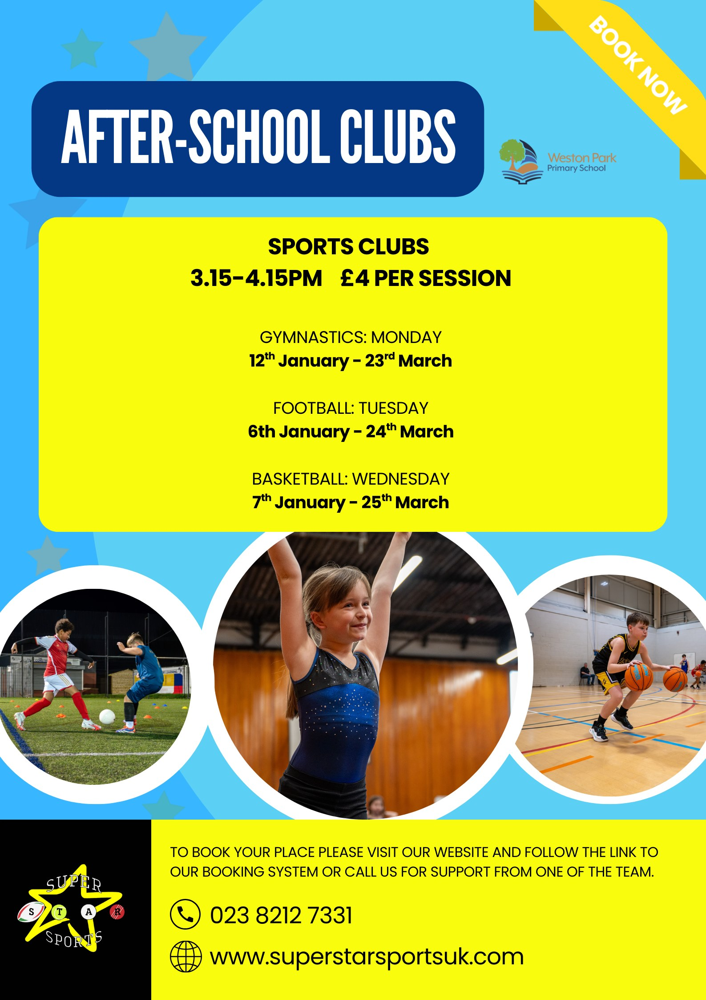 BOOK NOW
AFTER-SCHOOL CLUBS
Weston Park
Primary School
SPORTS CLUBS
3.15-4.15PM £4 PER SESSION
GYMNASTICS: MONDAY
12th January - 23rd March
FOOTBALL: TUESDAY
6th January - 24th March
BASKETBALL: WEDNESDAY
7th January - 25th March
TO BOOK YOUR PLACE PLEASE VISIT OUR WEBSITE AND FOLLOW THE LINK TO
OUR BOOKING SYSTEM OR CALL US FOR SUPPORT FROM ONE OF THE TEAM.
SUPER
STAR
SPORTS
023 8212 7331
www.superstarsportsuk.com